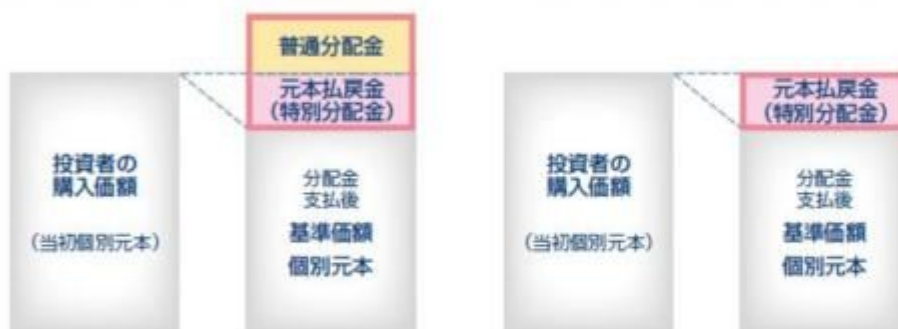 普通分配金
元本払戻金
(特別分配金)
投資者の
購入価額
(当初個別元本)
分配金
支払後
基準価額
個別元本
元本払戻金
(特別分配金)
投資者の
購入価額
(当初個別元本)
分配金
支払後
基準価額
個別元本